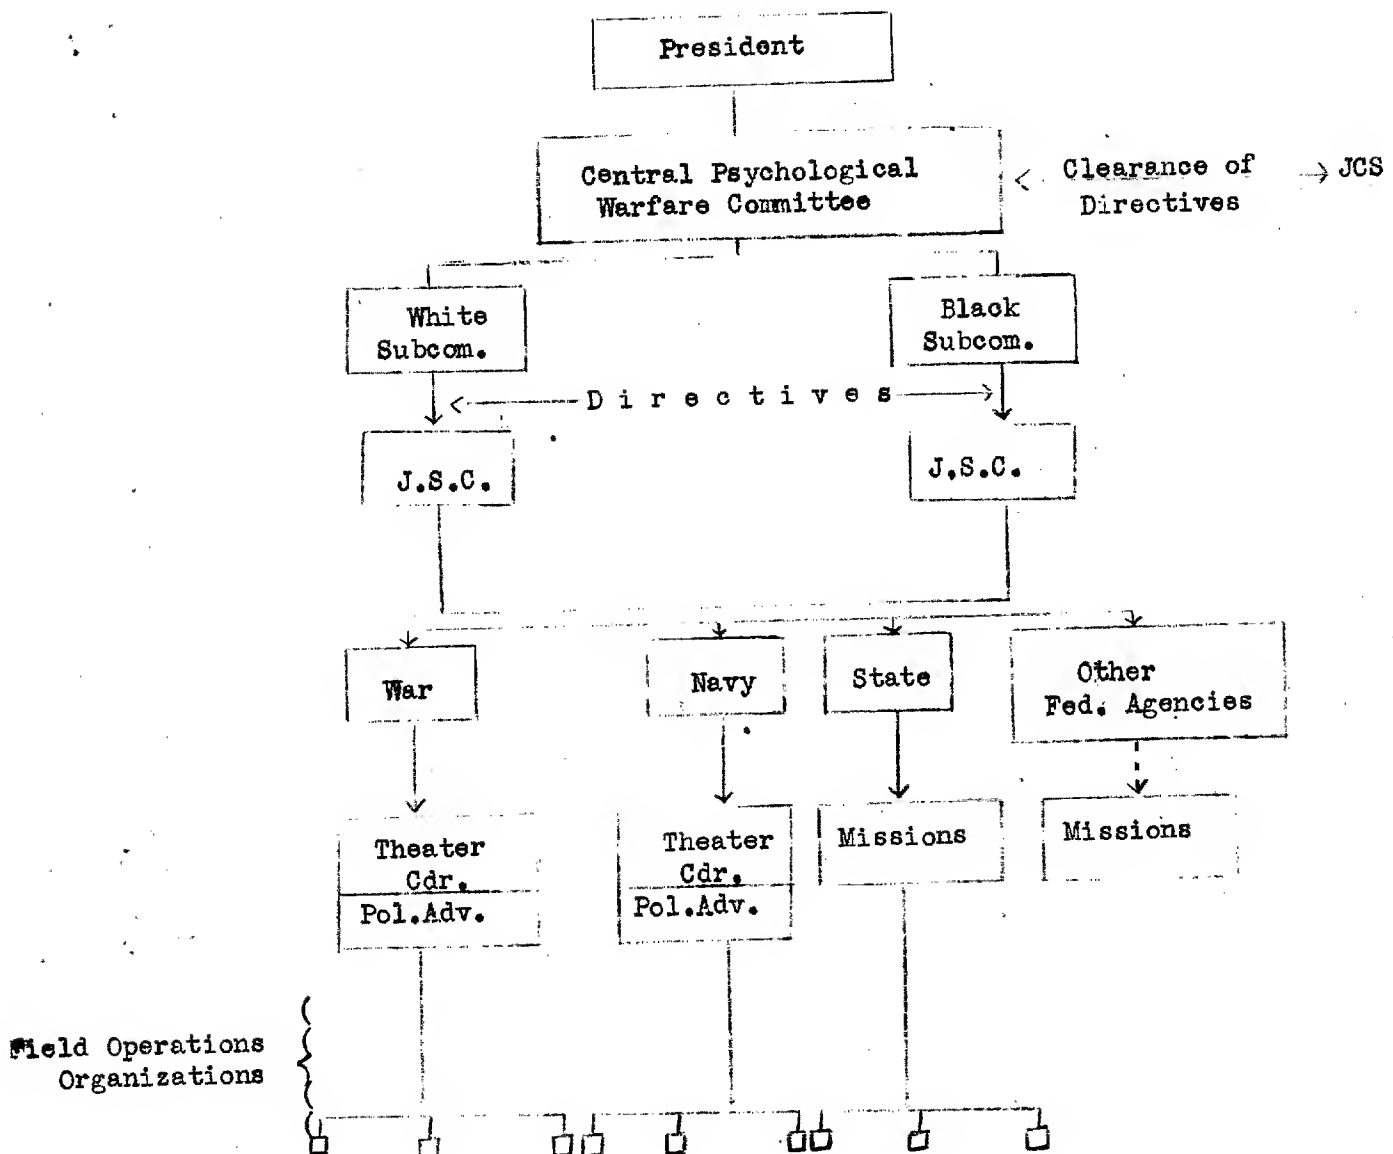 President
Central Psychological
Warfare Committee
< Clearance of → JCS
Directives
White
Subcom.
Black
Subcom.
Directives
J.S.C.
J.S.C.
War
Navy
State
Other
Fed. Agencies
Theater
Cdr.
Pol.Adv.
Theater
Cdr.
Pol.Adv.
Missions
Missions
Field Operations
Organizations